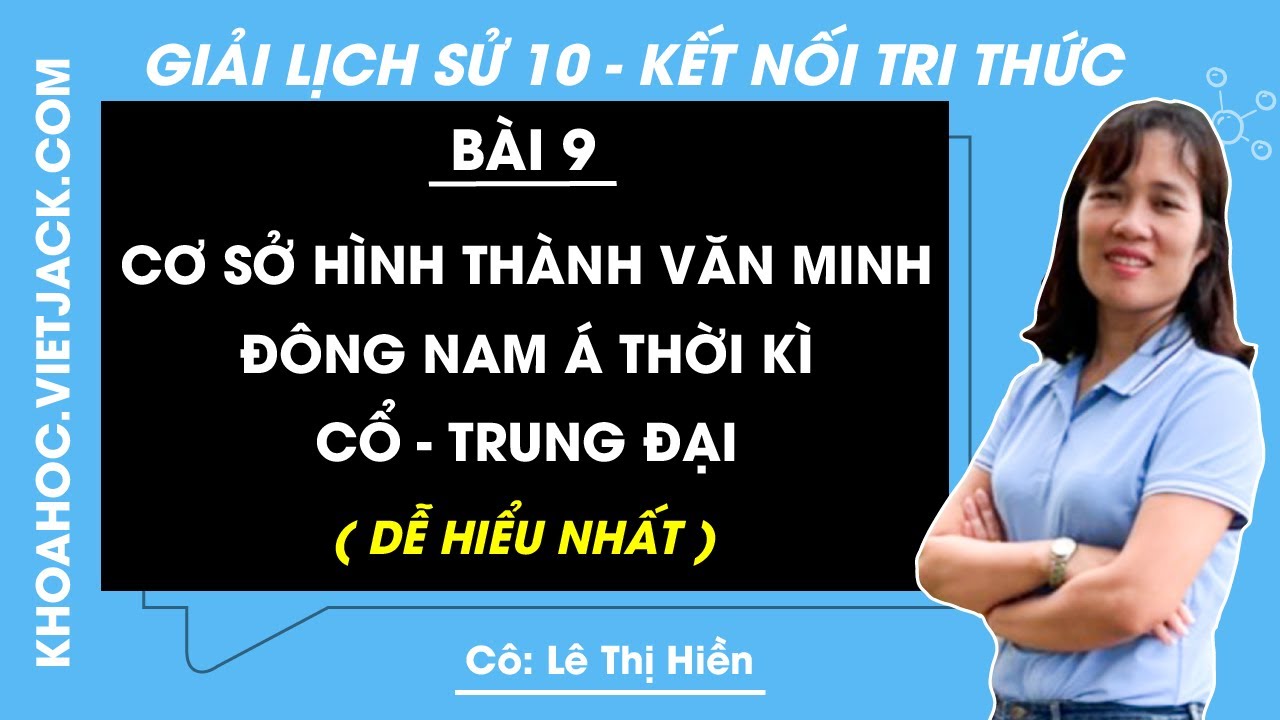 GIẢI LỊCH SỬ 10 - KẾT NỐI TRI THỨC
KHOAHOC.VIETJACK.COM
BÀI 9
CƠ SỞ HÌNH THÀNH VĂN MINH
ĐÔNG NAM Á THỜI KÌ
CỔ - TRUNG ĐẠI
( DỄ HIỂU NHẤT )
Cô: Lê Thị Hiền